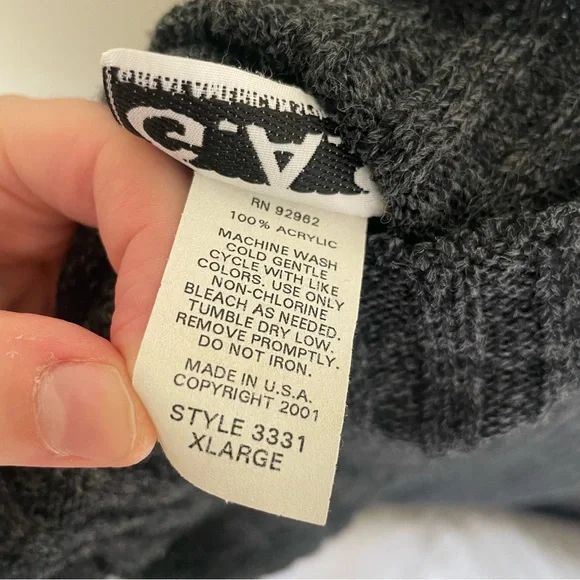 AMERICAN
G.A.
RN 92962
100% ACRYLIC
MACHINE WASH
COLD GENTLE
CYCLE WITH LIKE
COLORS. USE ONLY
NON-CHLORINE
BLEACH AS NEEDED.
TUMBLE DRY LOW.
REMOVE PROMPTLY.
DO NOT IRON.
MADE IN U.S.A.
COPYRIGHT 2001
STYLE 3331
XLARGE